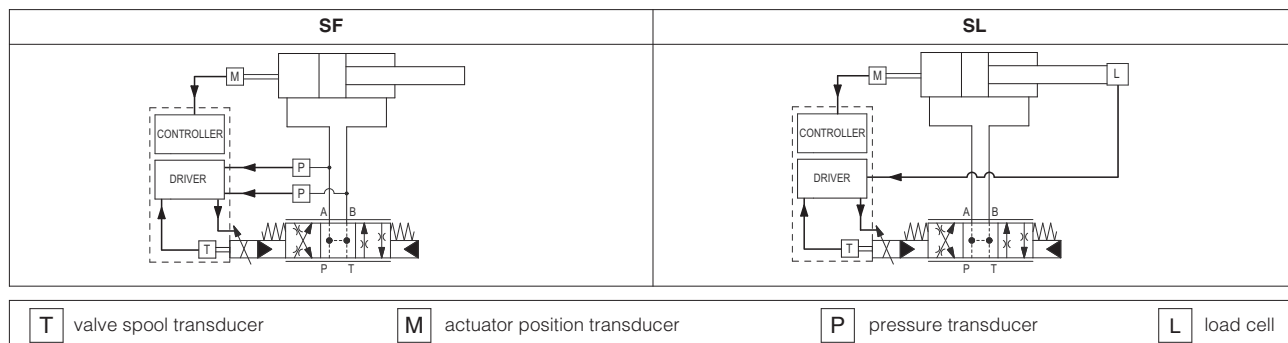 SF
SL
M
CONTROLLER
DRIVER
P
P
A B
T
P T
M
L
CONTROLLER
DRIVER
A B
T
P T
T valve spool transducer
M actuator position transducer
P pressure transducer
L load cell